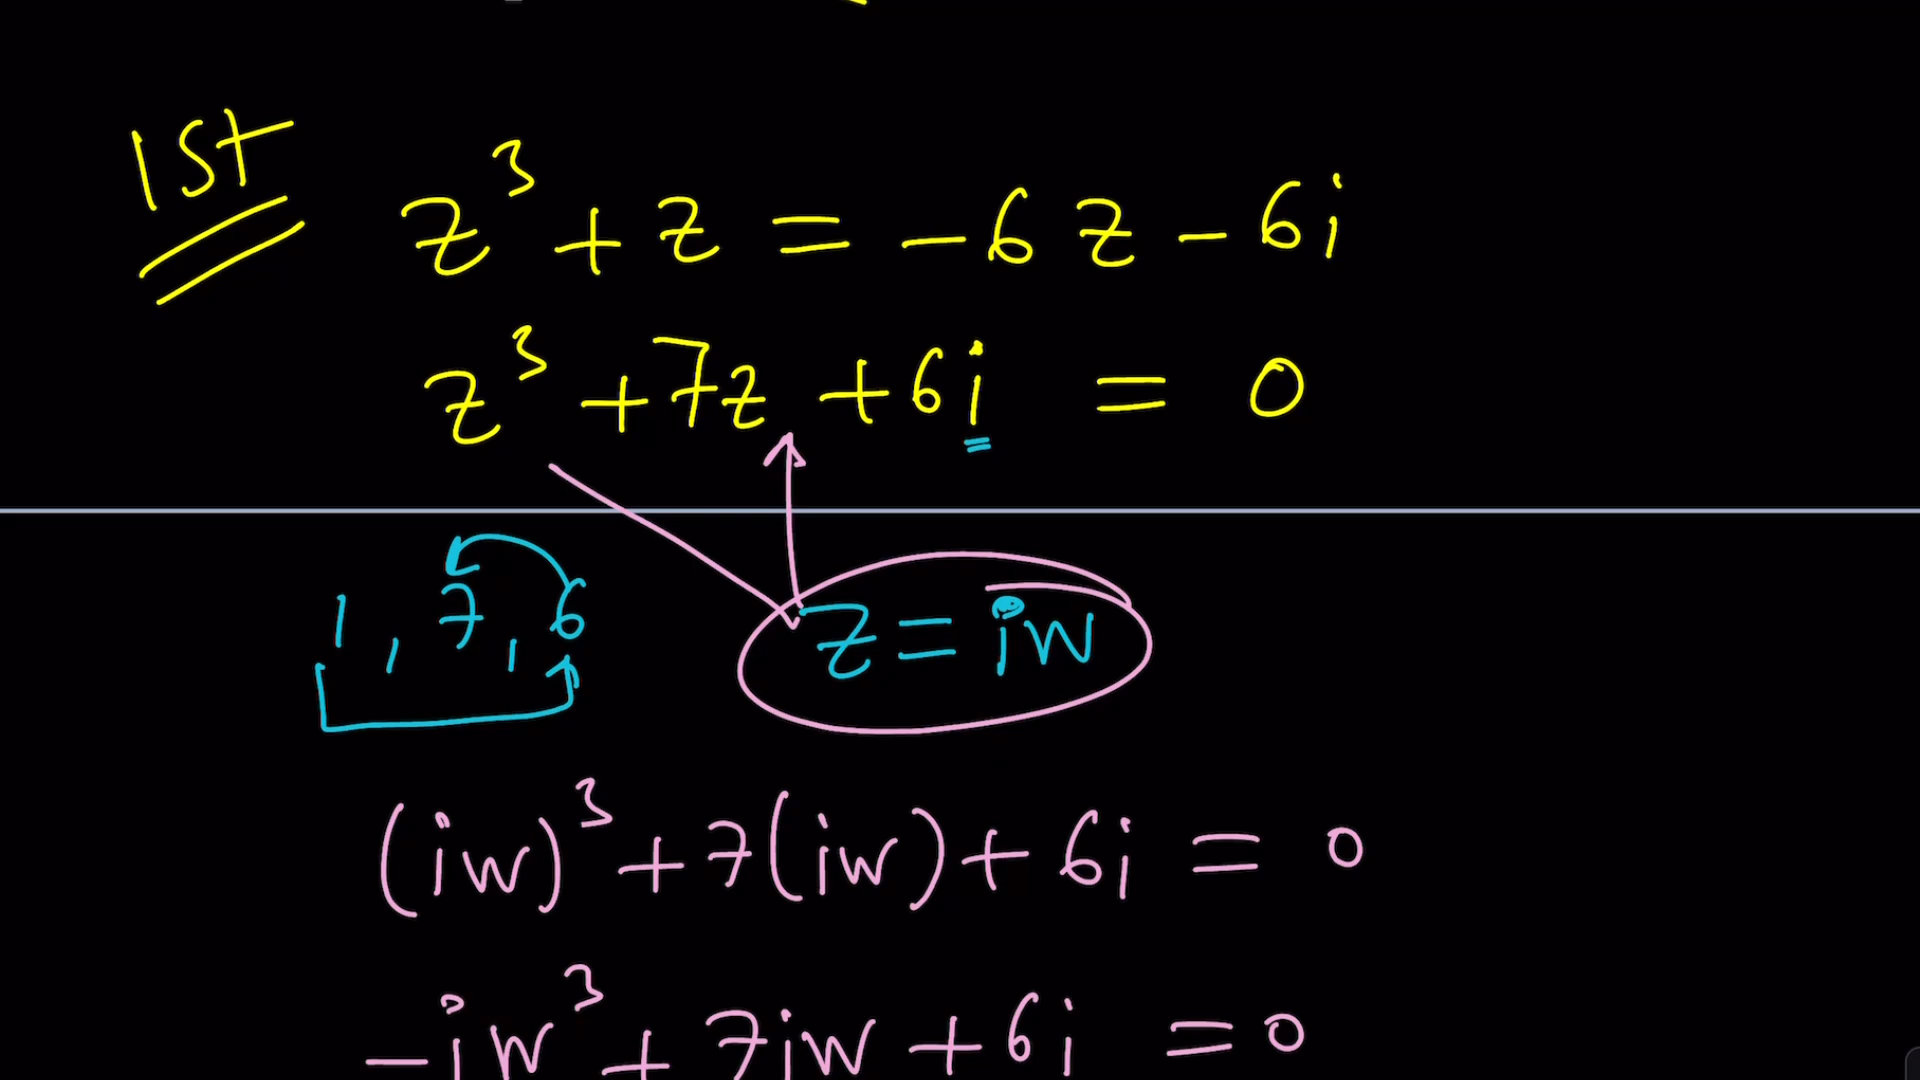 1st
z³ + z = -6z - 6i
z³ + 7z + 6i = 0
1, 7, 6
z = iw
(iw)³ + 7(iw) + 6i = 0
-iw³ + 7iw + 6i = 0